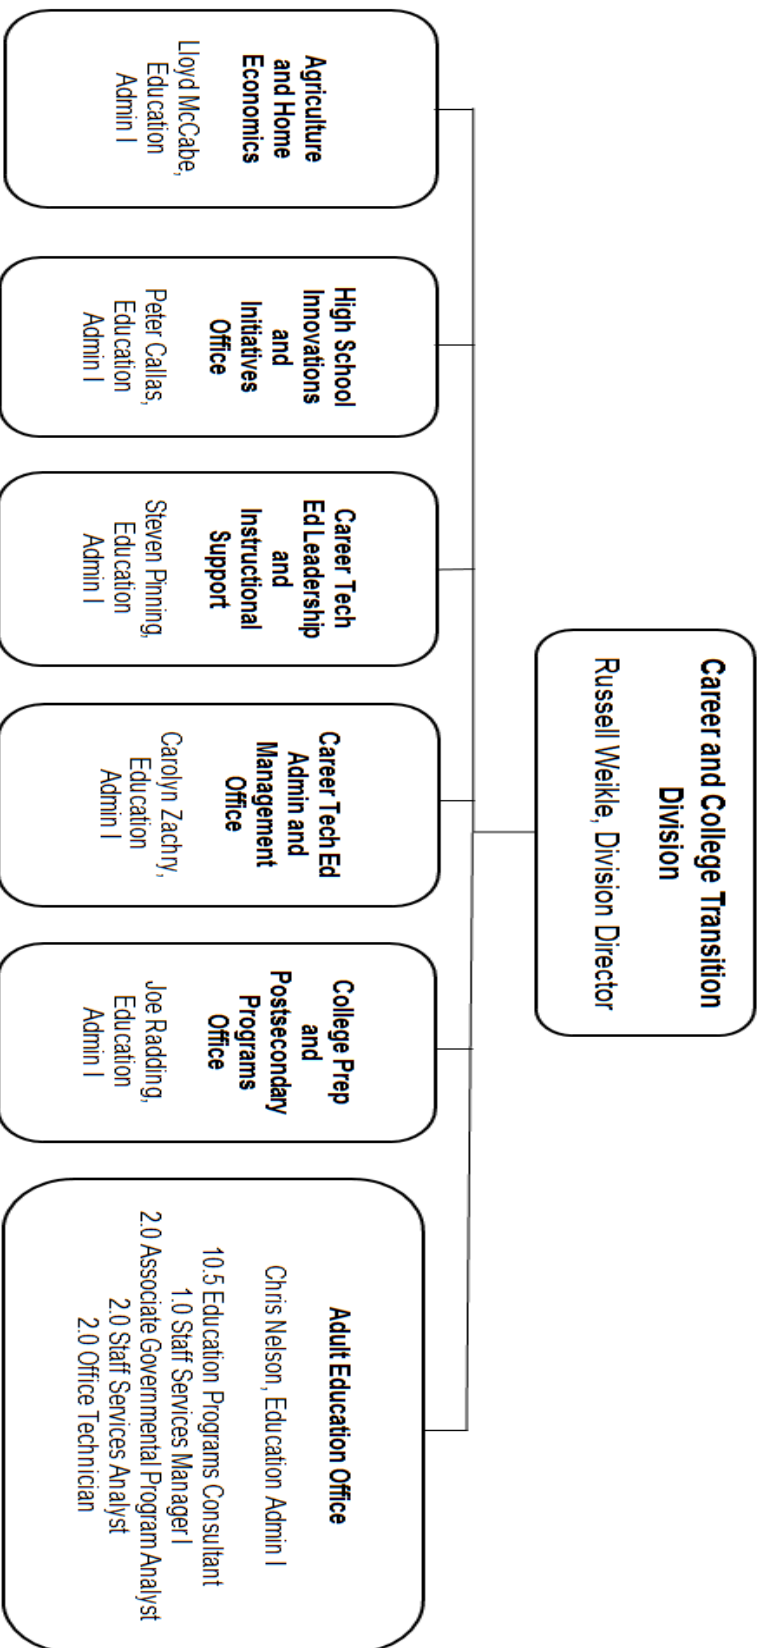 Career and College Transition
Division
Russell Weikle, Division Director
Agriculture
and Home
Economics
Lloyd McCabe,
Education
Admin I
High School
Innovations
and
Initiatives
Office
Peter Callas,
Education
Admin I
Career Tech
Ed Leadership
and
Instructional
Support
Steven Pinning,
Education
Admin I
Career Tech Ed
Admin and
Management
Office
Carolyn Zachry,
Education
Admin I
College Prep
and
Postsecondary
Programs
Office
Joe Radding,
Education
Admin I
Adult Education Office
Chris Nelson, Education Admin I
10.5 Education Programs Consultant
1.0 Staff Services Manager I
2.0 Associate Governmental Program Analyst
2.0 Staff Services Analyst
2.0 Office Technician